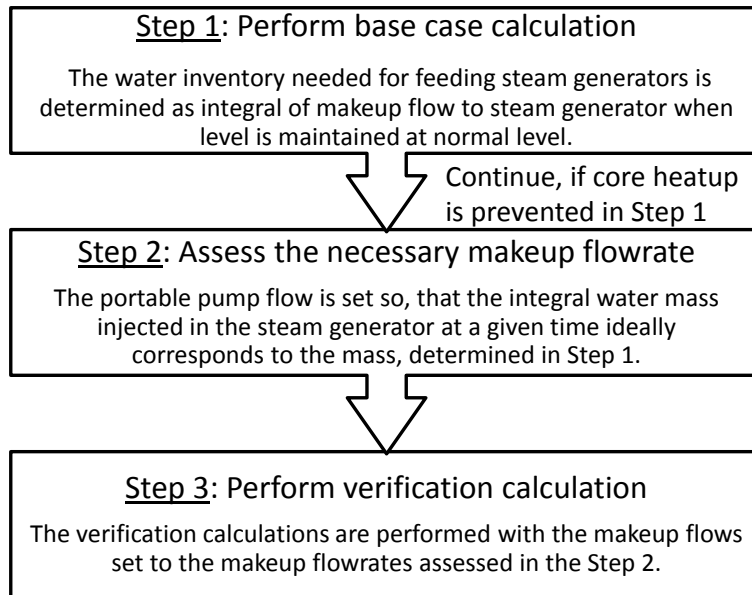 Step 1: Perform base case calculation
The water inventory needed for feeding steam generators is
determined as integral of makeup flow to steam generator when
level is maintained at normal level.
Continue, if core heatup
is prevented in Step 1
Step 2: Assess the necessary makeup flowrate
The portable pump flow is set so, that the integral water mass
injected in the steam generator at a given time ideally
corresponds to the mass, determined in Step 1.
Step 3: Perform verification calculation
The verification calculations are performed with the makeup flows
set to the makeup flowrates assessed in the Step 2.